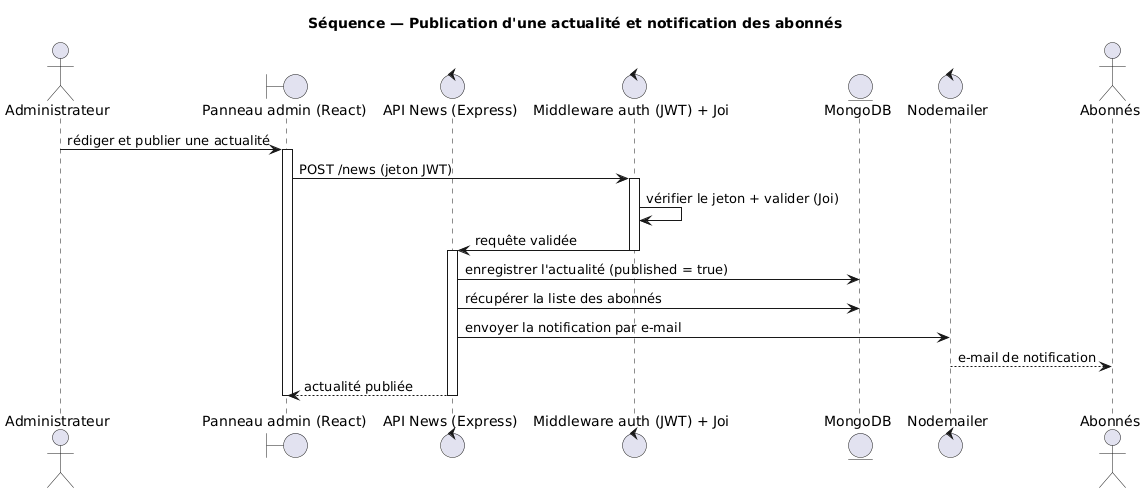 Séquence — Publication d'une actualité et notification des abonnés
Administrateur
Panneau admin (React)
API News (Express)
Middleware auth (JWT) + Joi
MongoDB
Nodemailer
Abonnés
rédiger et publier une actualité
POST /news (jeton JWT)
vérifier le jeton + valider (Joi)
requête validée
enregistrer l'actualité (published = true)
récupérer la liste des abonnés
envoyer la notification par e-mail
e-mail de notification
actualité publiée
Administrateur
Panneau admin (React)
API News (Express)
Middleware auth (JWT) + Joi
MongoDB
Nodemailer
Abonnés